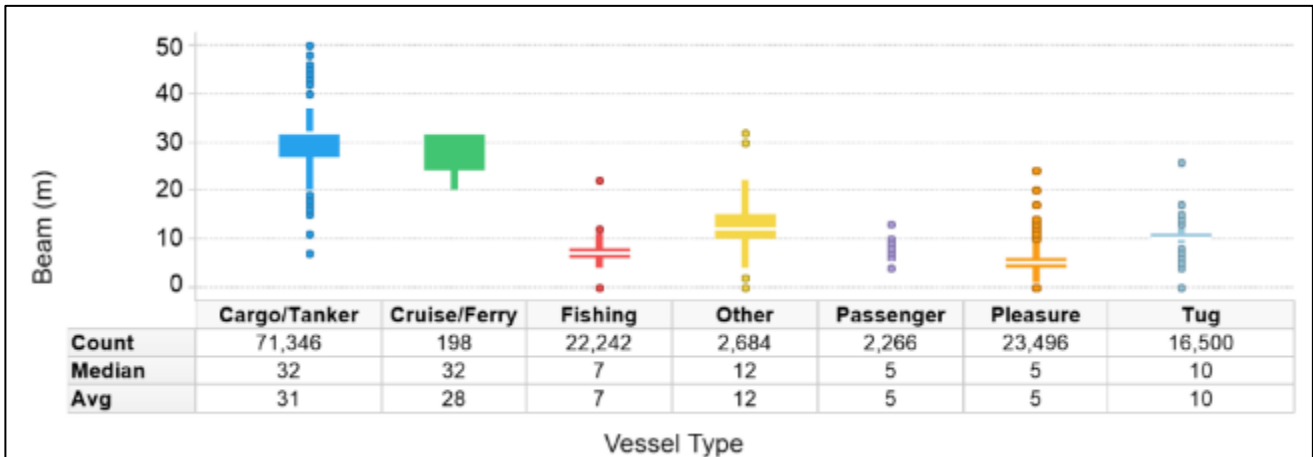 50
40
30
20
10
0
Beam (m)
Cargo/Tanker Cruise/Ferry Fishing Other Passenger Pleasure Tug
Count 71,346 198 22,242 2,684 2,266 23,496 16,500
Median 32 32 7 12 5 5 10
Avg 31 28 7 12 5 5 10
Vessel Type